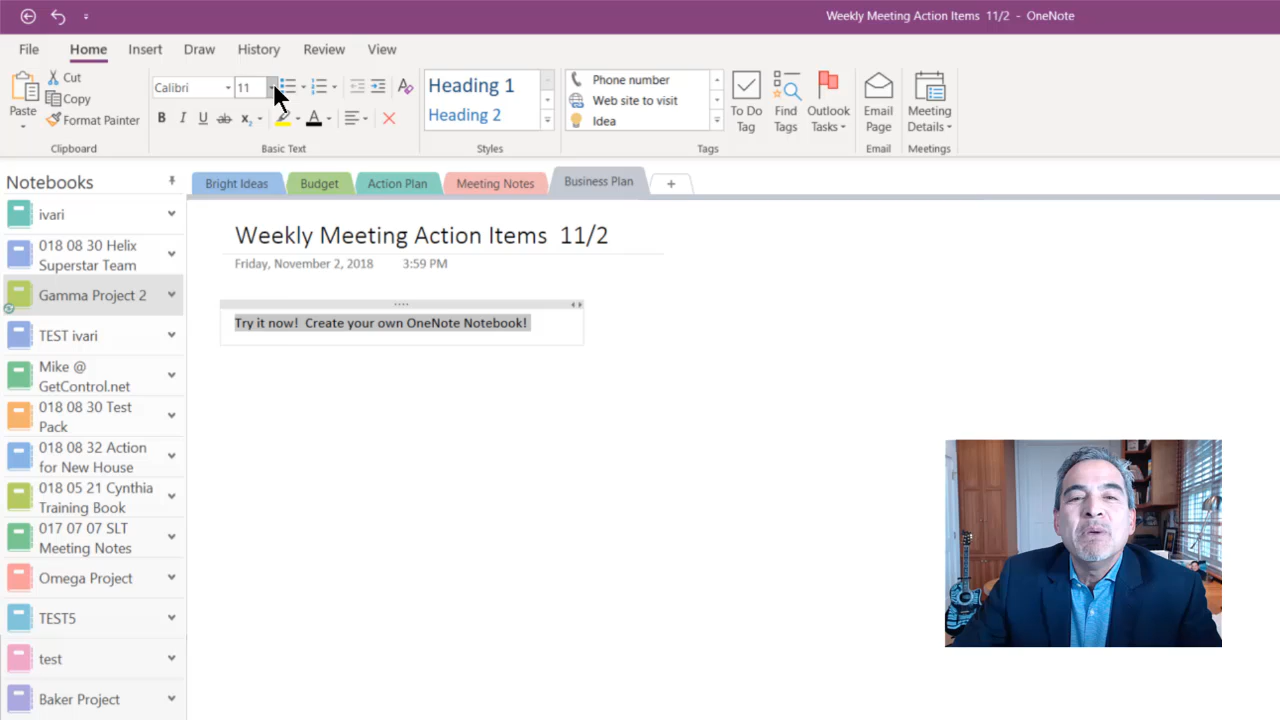 Weekly Meeting Action Items 11/2 - OneNote
File Home Insert Draw History Review View
Paste
Cut
Copy
Format Painter
Clipboard
Calibri 11
B I U ab x₂ A
Basic Text
Heading 1
Heading 2
Styles
Phone number
Web site to visit
Idea
To Do
Tag
Find
Tags
Outlook
Tasks
Tags
Email
Page
Email
Meeting
Details
Meetings
Notebooks
Bright Ideas Budget Action Plan Meeting Notes Business Plan +
ivari
018 08 30 Helix
Superstar Team
Gamma Project 2
TEST ivari
Mike @
GetControl.net
018 08 30 Test
Pack
018 08 32 Action
for New House
018 05 21 Cynthia
Training Book
017 07 07 SLT
Meeting Notes
Omega Project
TEST5
test
Baker Project
Weekly Meeting Action Items 11/2
Friday, November 2, 2018 3:59 PM
Try it now! Create your own OneNote Notebook!